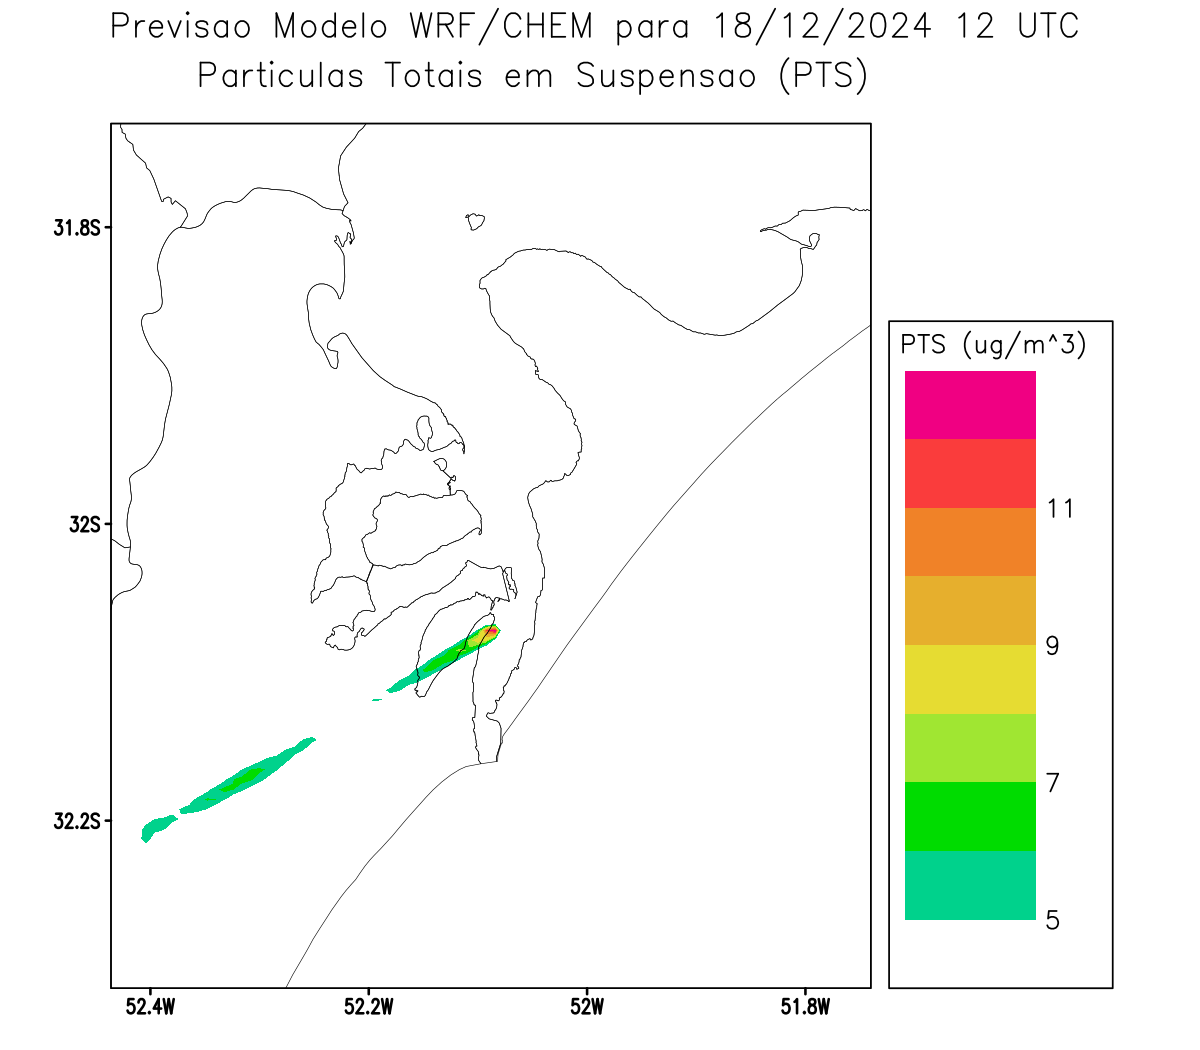 Previsao Modelo WRF/CHEM para 18/12/2024 12 UTC
Particulas Totais em Suspensao (PTS)
31.8S
32S
32.2S
52.4W
52.2W
52W
51.8W
PTS (ug/m^3)
11
9
7
5